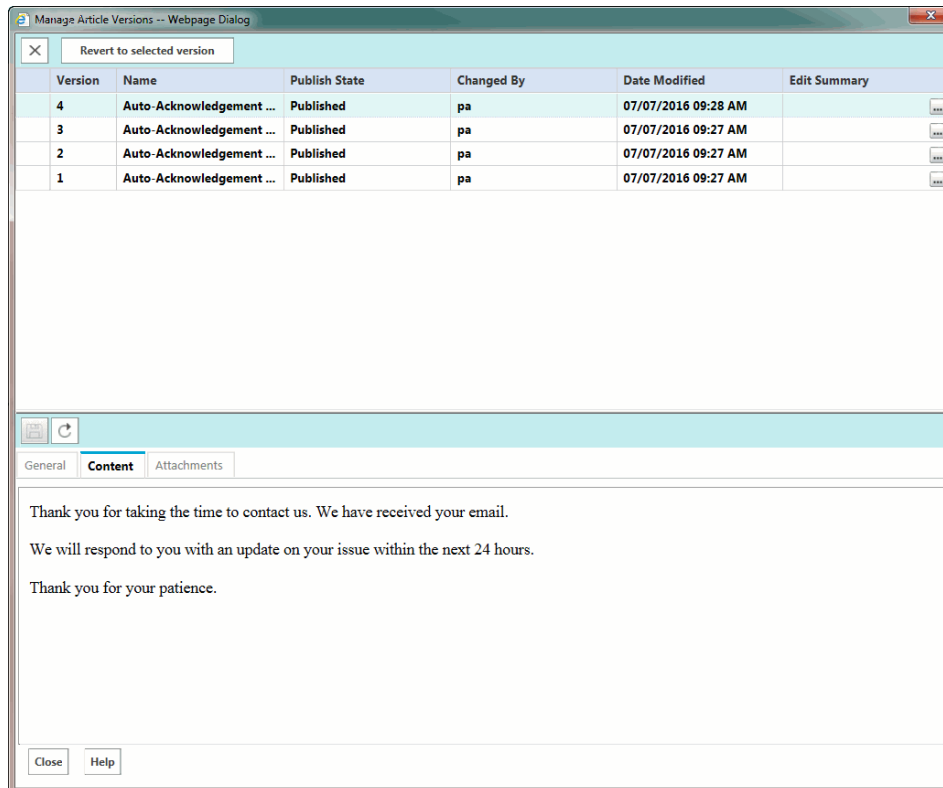 Manage Article Versions -- Webpage Dialog
Revert to selected version
Version Name Publish State Changed By Date Modified Edit Summary
4 Auto-Acknowledgement ... Published pa 07/07/2016 09:28 AM ...
3 Auto-Acknowledgement ... Published pa 07/07/2016 09:27 AM ...
2 Auto-Acknowledgement ... Published pa 07/07/2016 09:27 AM ...
1 Auto-Acknowledgement ... Published pa 07/07/2016 09:27 AM ...
General Content Attachments
Thank you for taking the time to contact us. We have received your email.
We will respond to you with an update on your issue within the next 24 hours.
Thank you for your patience.
Close Help